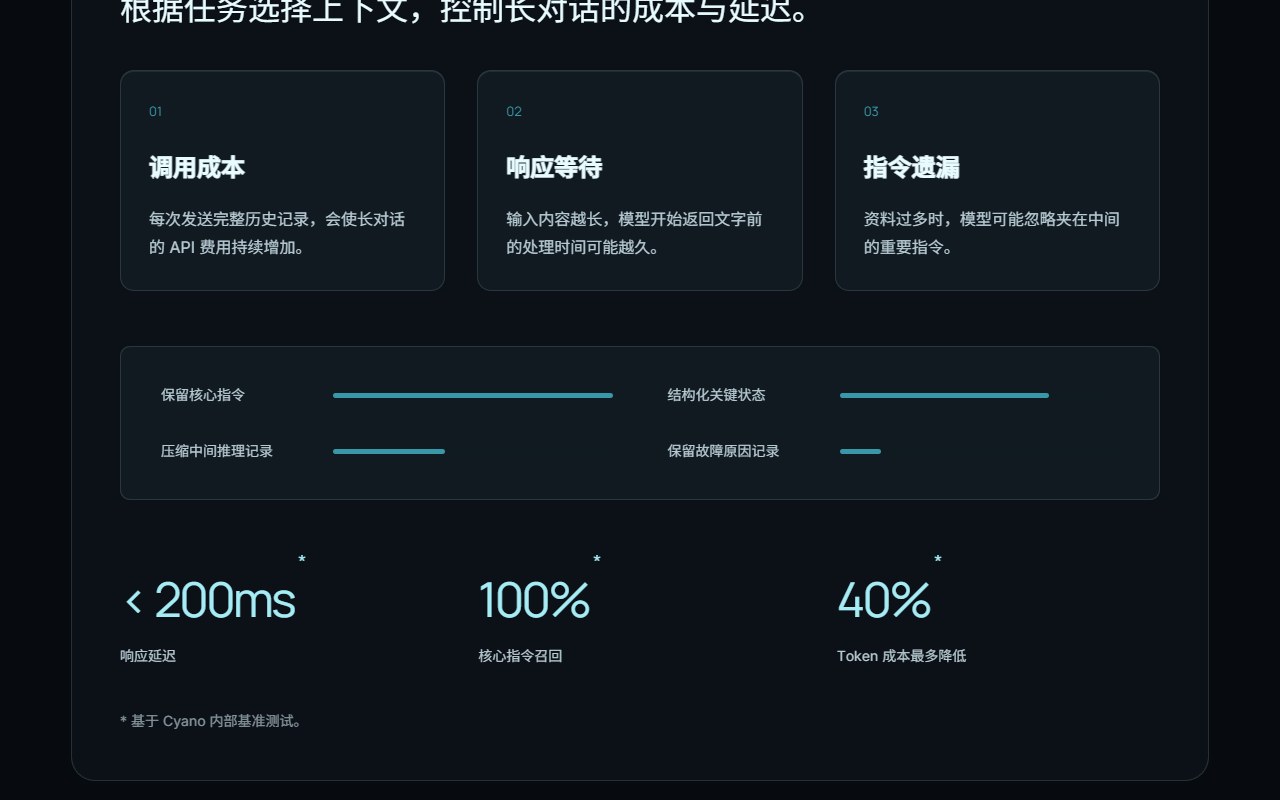 根据任务选择上下文，控制长对话的成本与延迟。
01
调用成本
每次发送完整历史记录，会使长对话
的 API 费用持续增加。
02
响应等待
输入内容越长，模型开始返回文字前
的处理时间可能越久。
03
指令遗漏
资料过多时，模型可能忽略夹在中间
的重要指令。
保留核心指令
结构化关键状态
压缩中间推理记录
保留故障原因记录
< 200ms*
响应延迟
100%*
核心指令召回
40%*
Token 成本最多降低
* 基于 Cyano 内部基准测试。